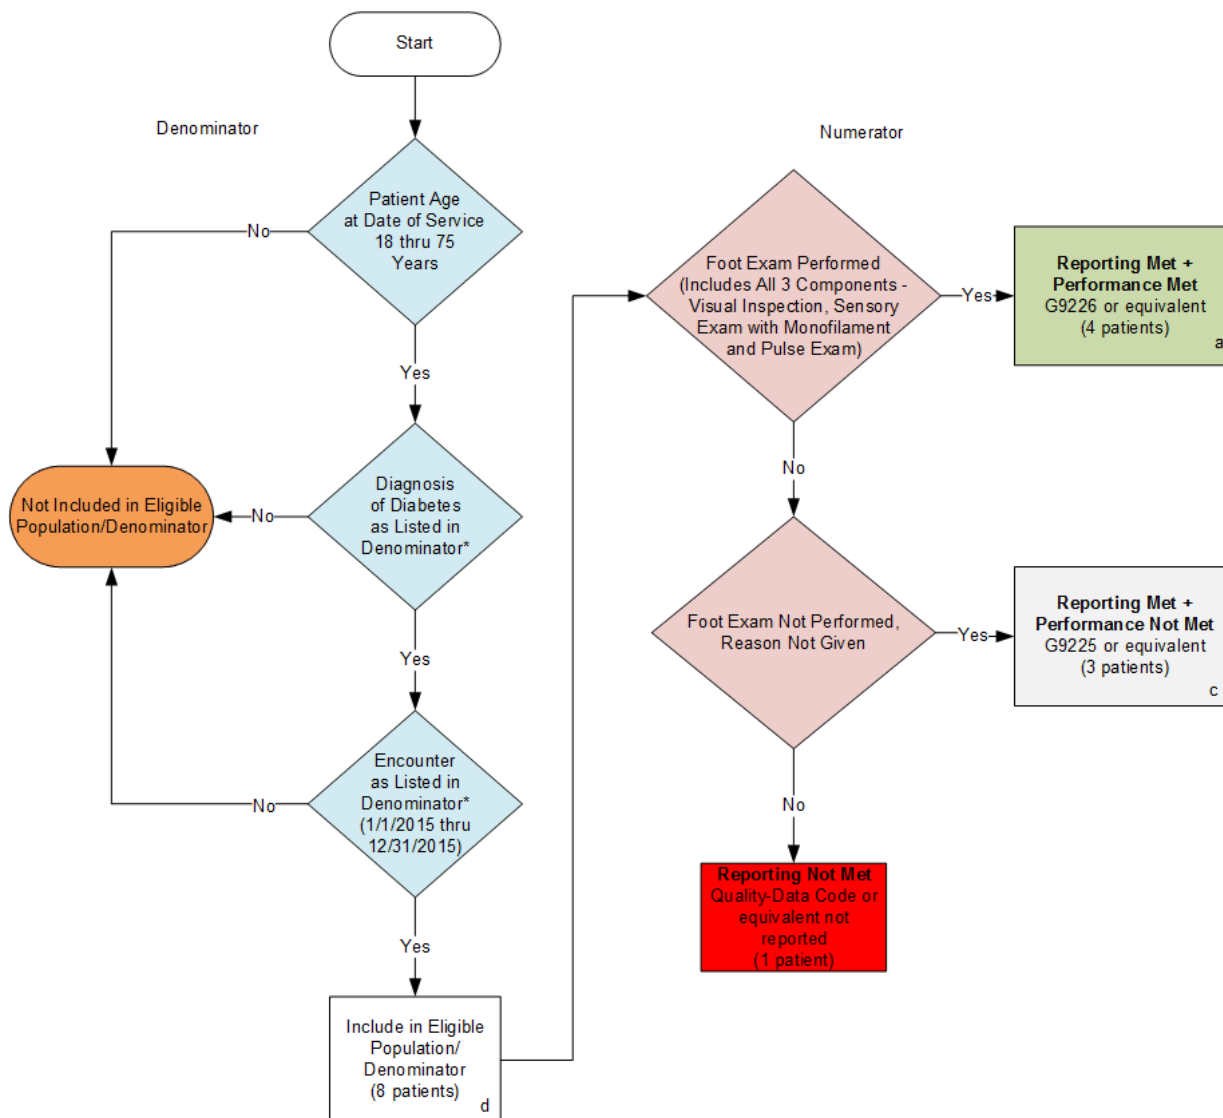 Start
Denominator
Patient Age
at Date of Service
18 thru 75
Years
No
Yes
Diagnosis
of Diabetes
as Listed in
Denominator*
No
Not Included in Eligible
Population/Denominator
Yes
Encounter
as Listed in
Denominator*
(1/1/2015 thru
12/31/2015)
No
Yes
Include in Eligible
Population/
Denominator
(8 patients)
d
Numerator
Foot Exam Performed
(Includes All 3 Components -
Visual Inspection, Sensory
Exam with Monofilament
and Pulse Exam)
Yes
Reporting Met +
Performance Met
G9226 or equivalent
(4 patients)
a
No
Foot Exam Not Performed,
Reason Not Given
Yes
Reporting Met +
Performance Not Met
G9225 or equivalent
(3 patients)
c
No
Reporting Not Met
Quality-Data Code or
equivalent not
reported
(1 patient)